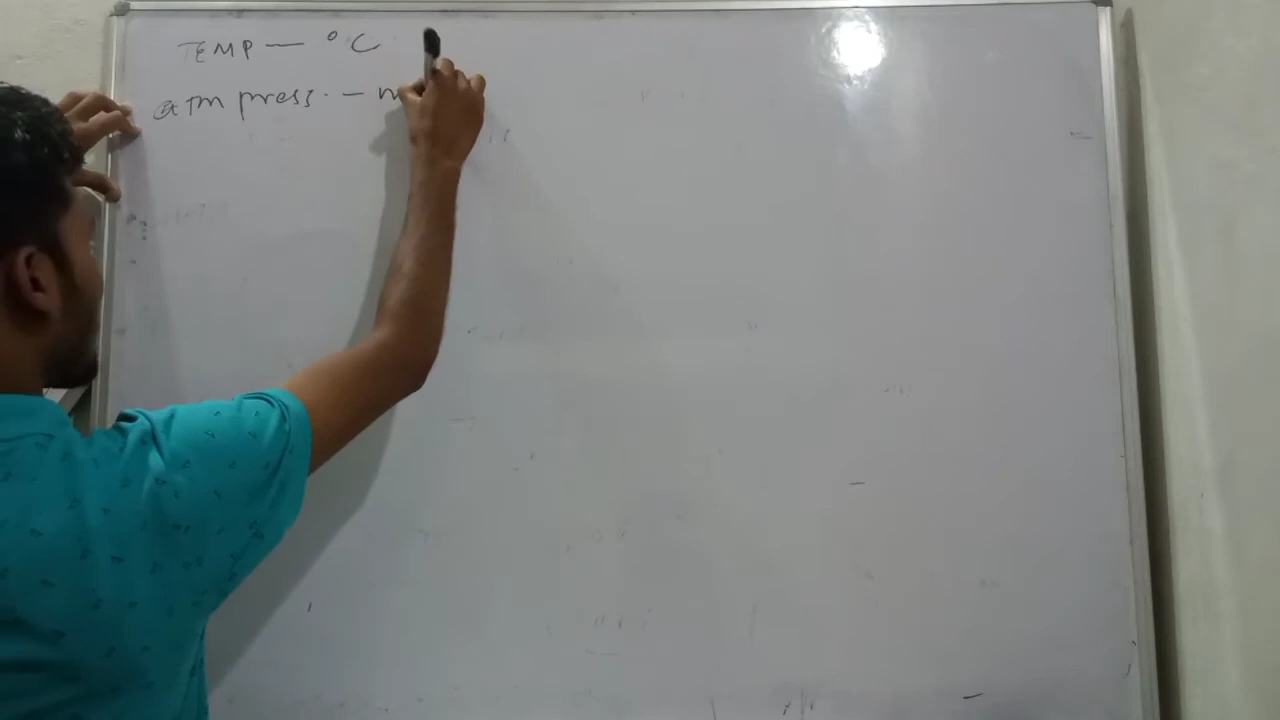 TEMP — °C
atm press. — m